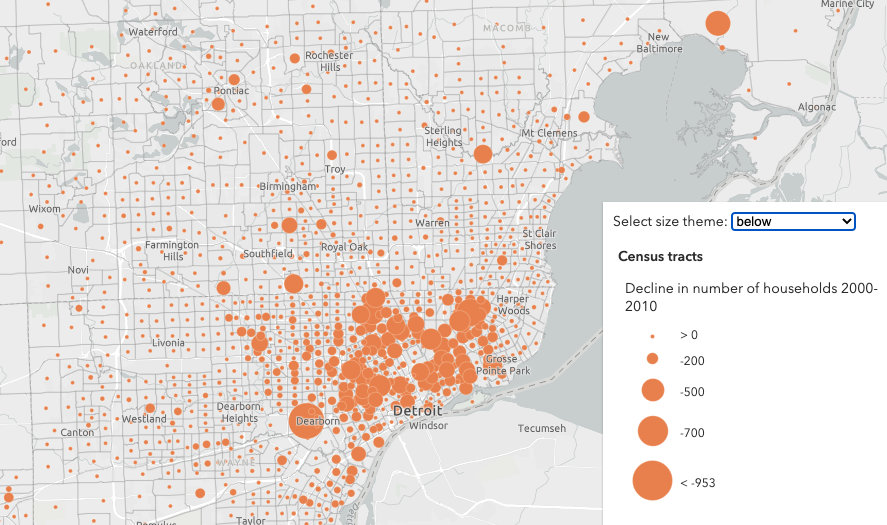 Marine City
Waterford
MACOMB
New
Baltimore
OAKLAND
Rochester
Hills
Pontiac
Algonac
Sterling
Heights
Mt Clemens
ford
Troy
Birmingham
Wixom
Select size theme: below
Warren
St Clair
Shores
Farmington
Hills
Royal Oak
Southfield
Census tracts
Novi
Decline in number of households 2000-
2010
Harper
Woods
> 0
Livonia
Grosse
Pointe Park
-200
-500
Dearborn
Heights
Detroit
Westland
Dearborn
Windsor
Tecumseh
Canton
-700
WAYNE
< -953
Romulus
Taylor
Detroit